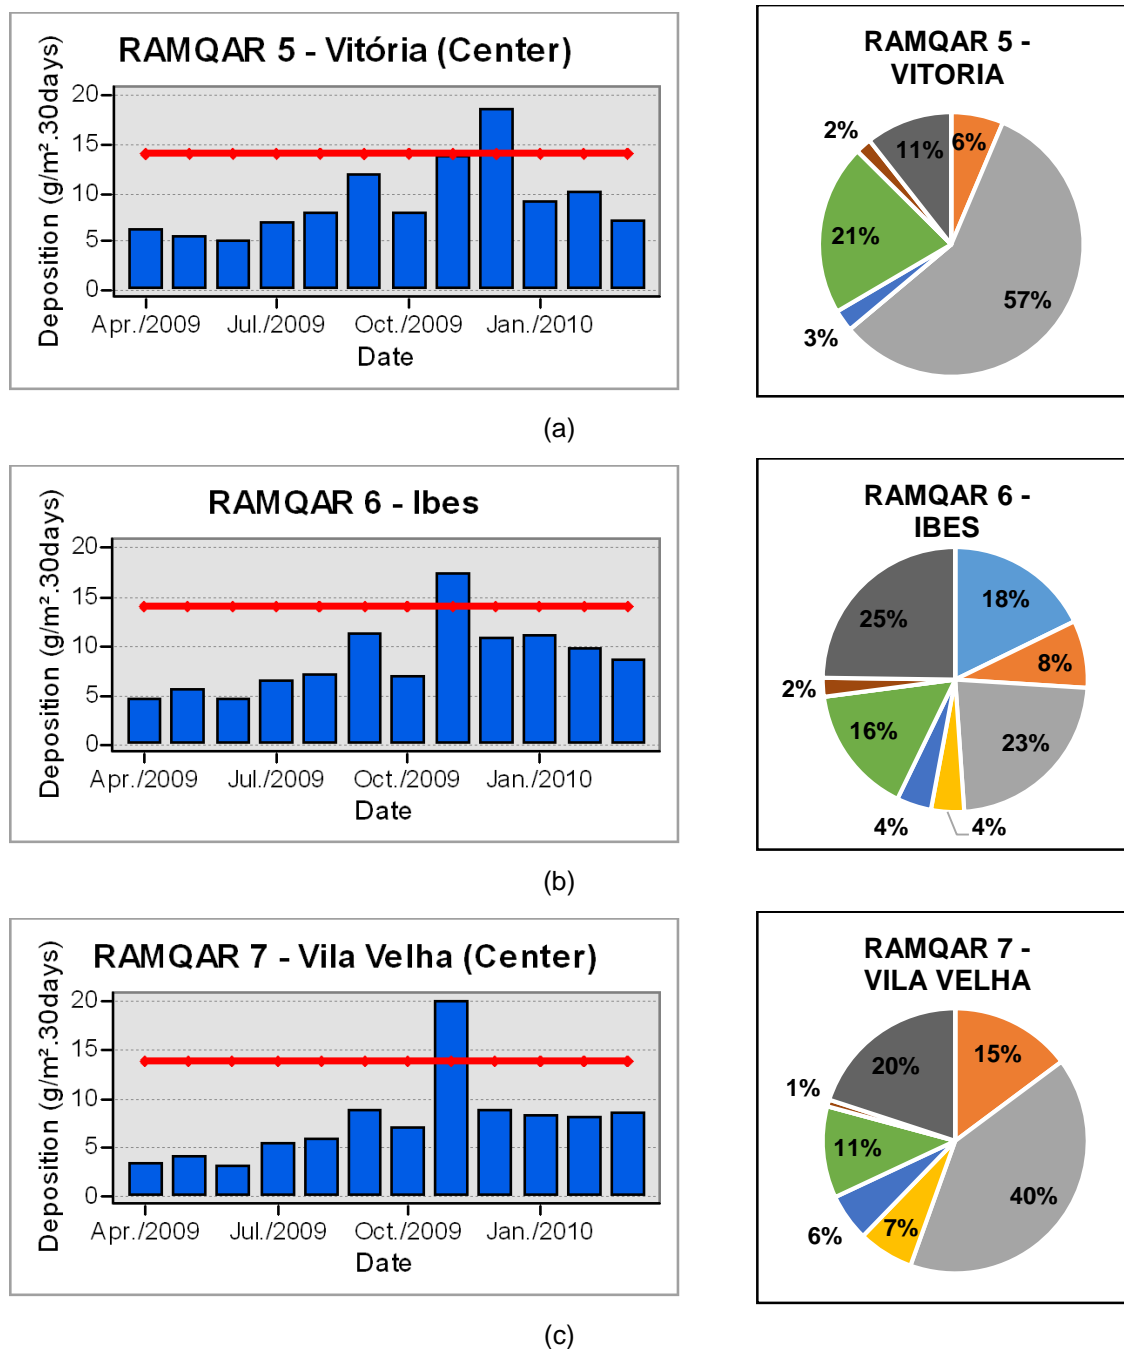 RAMQAR 5 - Vitória (Center)
Deposition (g/m².30days)
20
15
10
5
0
Apr./2009 Jul./2009 Oct./2009 Jan./2010
Date
RAMQAR 5 -
VITORIA
2%
11%
6%
21%
57%
3%
(a)
RAMQAR 6 - Ibes
Deposition (g/m².30days)
20
15
10
5
0
Apr./2009 Jul./2009 Oct./2009 Jan./2010
Date
RAMQAR 6 -
IBES
25%
18%
8%
2%
16%
23%
4%
4%
(b)
RAMQAR 7 - Vila Velha (Center)
Deposition (g/m².30days)
20
15
10
5
0
Apr./2009 Jul./2009 Oct./2009 Jan./2010
Date
RAMQAR 7 -
VILA VELHA
20%
15%
1%
11%
40%
6%
7%
(c)